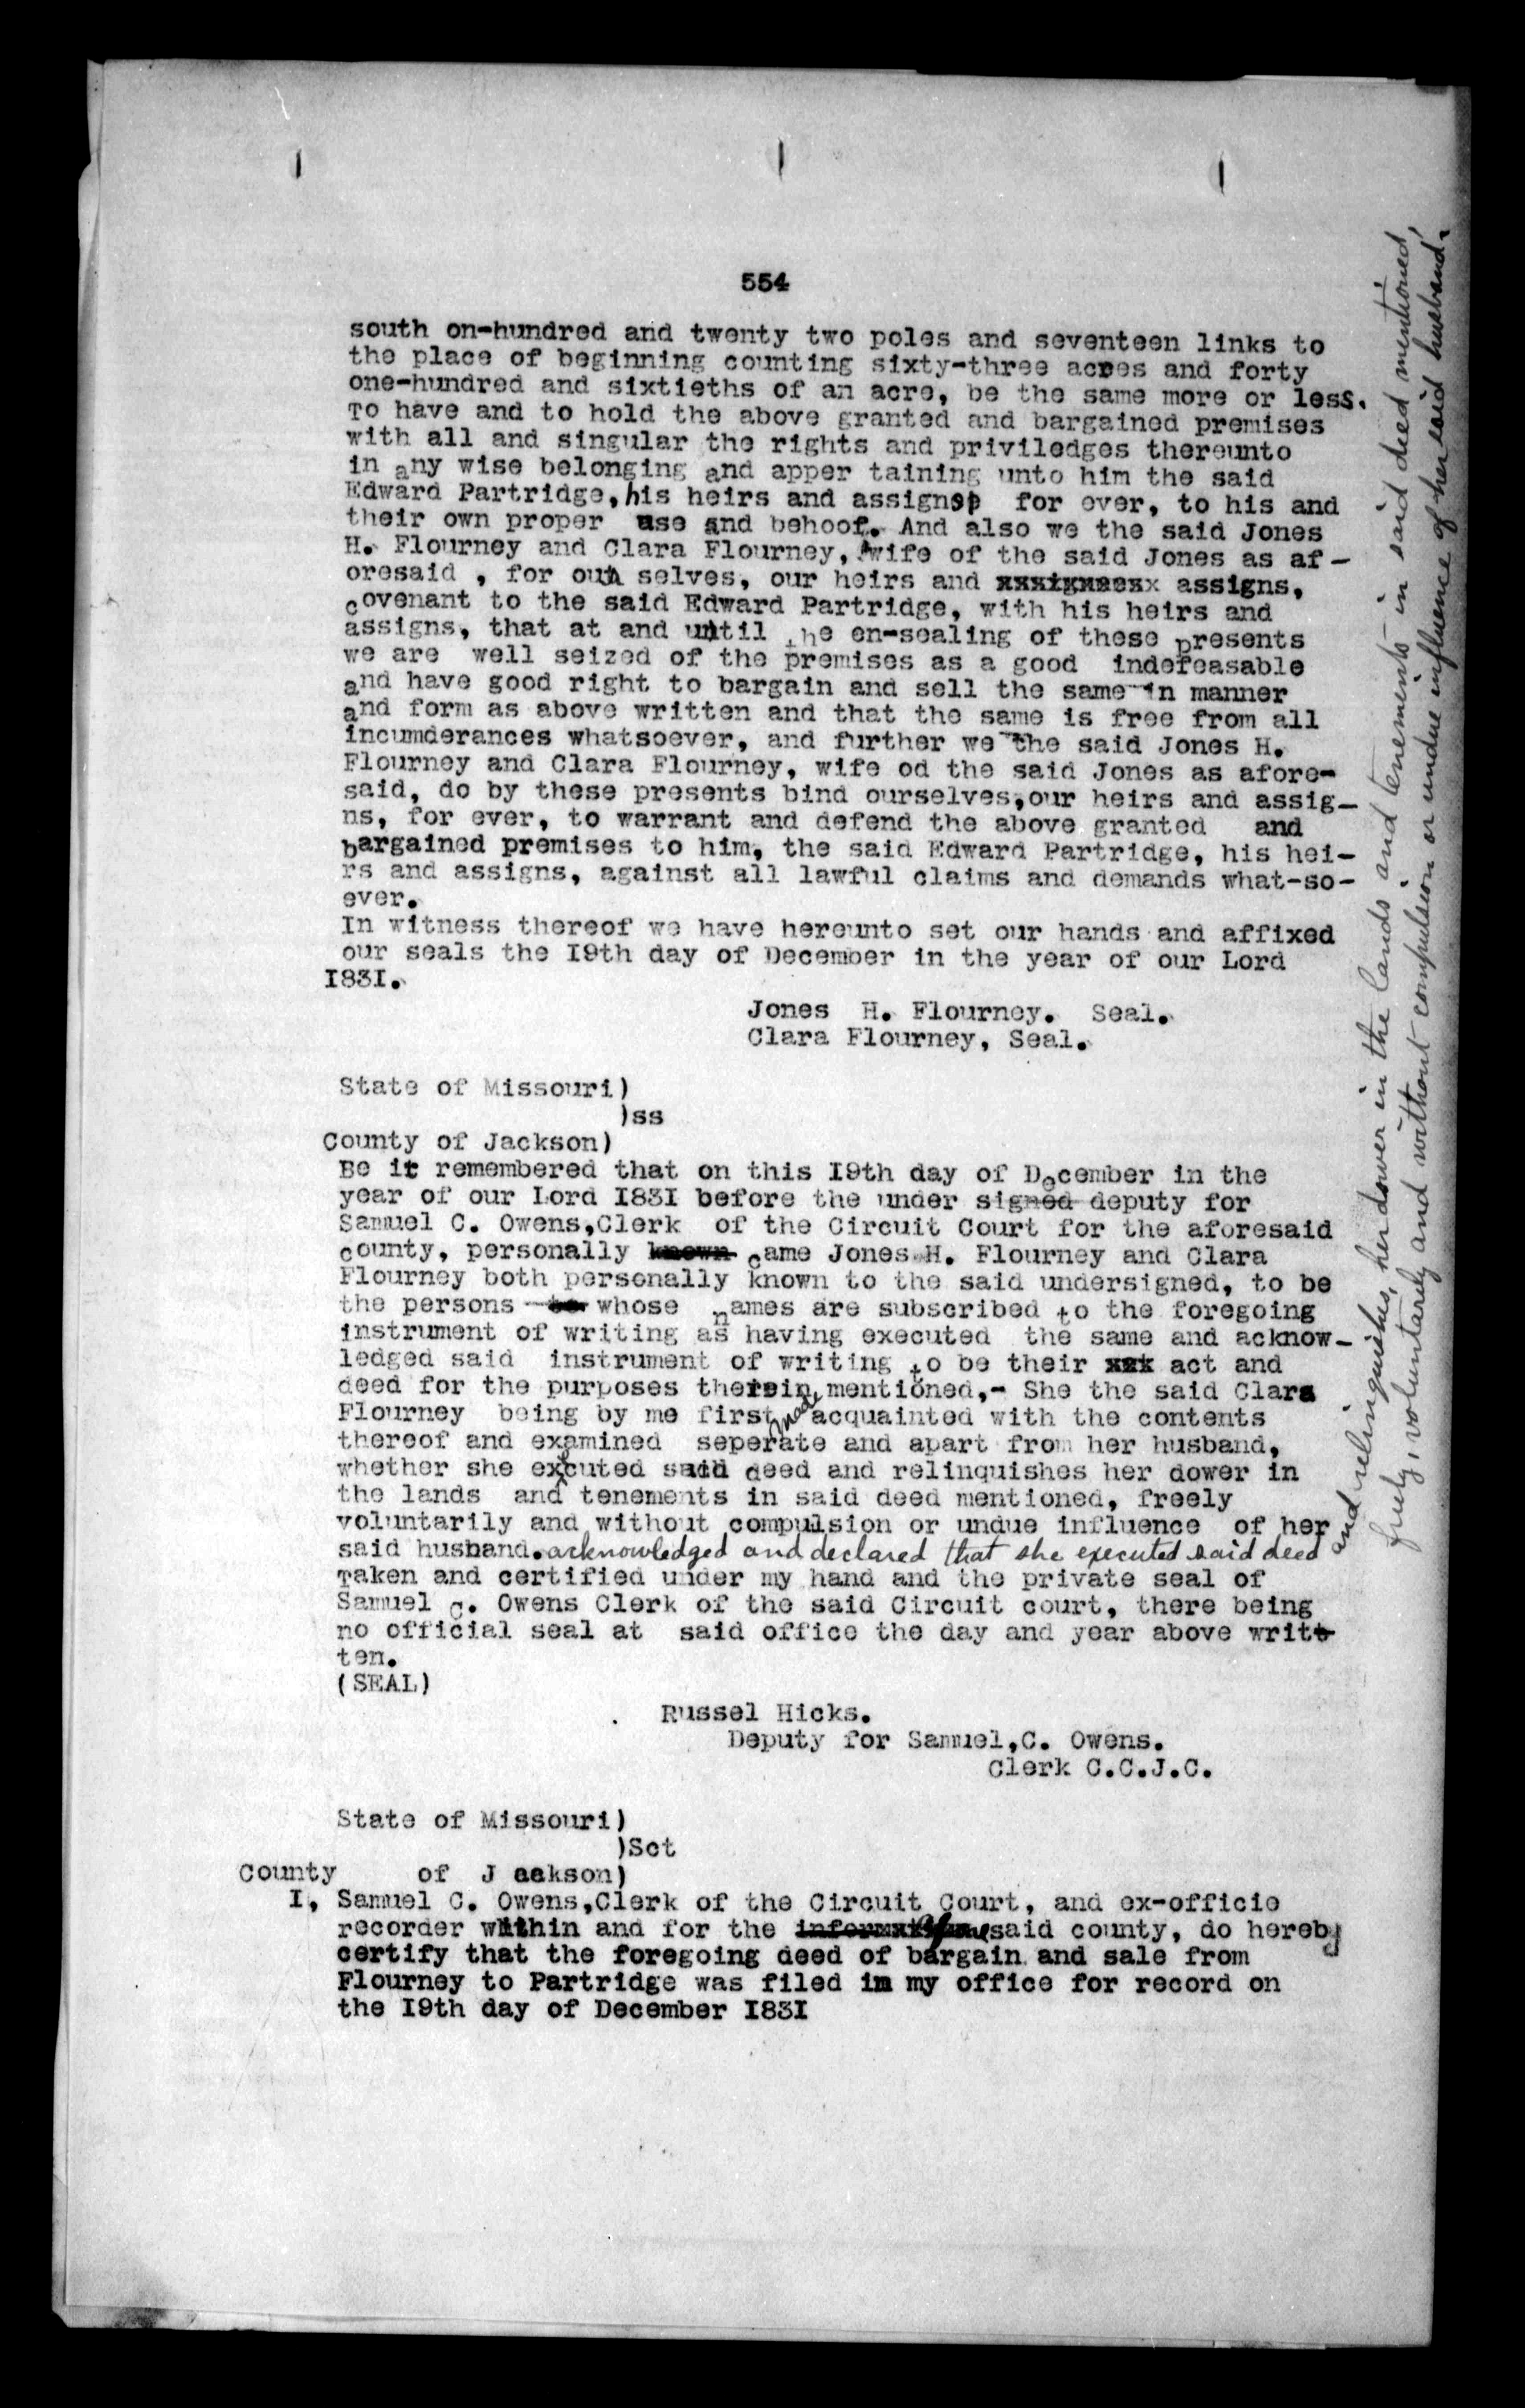 554
south on-hundred and twenty two poles and seventeen links to
the place of beginning counting sixty-three acres and forty
one-hundred and sixtieths of an acre, be the same more or less.
To have and to hold the above granted and bargained premises
with all and singular the rights and priviledges thereunto
in any wise belonging and apper taining unto him the said
Edward Partridge, his heirs and assigns for ever, to his and
their own proper use and behoof. And also we the said Jones
H. Flourney and Clara Flourney, wife of the said Jones as af-
oresaid , for our selves, our heirs and assigns,
covenant to the said Edward Partridge, with his heirs and
assigns, that at and until the en-sealing of these presents
we are well seized of the premises as a good indefeasable
and have good right to bargain and sell the same in manner
and form as above written and that the same is free from all
incumderances whatsoever, and further we the said Jones H.
Flourney and Clara Flourney, wife od the said Jones as afore-
said, do by these presents bind ourselves,our heirs and assig-
ns, for ever, to warrant and defend the above granted and
bargained premises to him, the said Edward Partridge, his hei-
rs and assigns, against all lawful claims and demands what-so-
ever.
In witness thereof we have hereunto set our hands and affixed
our seals the I9th day of December in the year of our Lord
I83I.
Jones H. Flourney. Seal.
Clara Flourney, Seal.
State of Missouri)
)ss
County of Jackson)
Be it remembered that on this I9th day of December in the
year of our Lord I83I before the under signed deputy for
Samuel C. Owens,Clerk of the Circuit Court for the aforesaid
county, personally known came Jones H. Flourney and Clara
Flourney both personally known to the said undersigned, to be
the persons to whose names are subscribed to the foregoing
instrument of writing as having executed the same and acknow-
ledged said instrument of writing to be their act and
deed for the purposes therein mentioned,- She the said Clara
Flourney being by me first made acquainted with the contents
thereof and examined seperate and apart from her husband,
whether she executed said deed and relinquishes her dower in
the lands and tenements in said deed mentioned, freely
voluntarily and without compulsion or undue influence of her
said husband. acknowledged and declared that she executed said deed
and relinquishes, her dower in the lands and tenements in said deed mentioned,
freely, voluntarily and without compulsion or undue influence of her said husband.
Taken and certified under my hand and the private seal of
Samuel C. Owens Clerk of the said Circuit court, there being
no official seal at said office the day and year above writt
ten.
(SEAL)
Russel Hicks.
Deputy for Samuel,C. Owens.
Clerk C.C.J.C.
State of Missouri)
)Sct
County of J ackson)
I, Samuel C. Owens,Clerk of the Circuit Court, and ex-officio
recorder within and for the said county, do hereby
certify that the foregoing deed of bargain and sale from
Flourney to Partridge was filed in my office for record on
the I9th day of December I83I